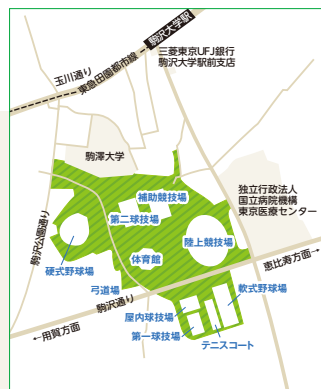 駒沢大学駅
三菱東京UFJ銀行
駒沢大学駅前支店
玉川通り
東急田園都市線
駒澤大学
補助競技場
独立行政法人
国立病院機構
東京医療センター
第二球技場
駒沢公園通り
陸上競技場
体育館
硬式野球場
恵比寿方面→
弓道場
駒沢通り
軟式野球場
屋内球技場
←用賀方面
第一球技場
テニスコート